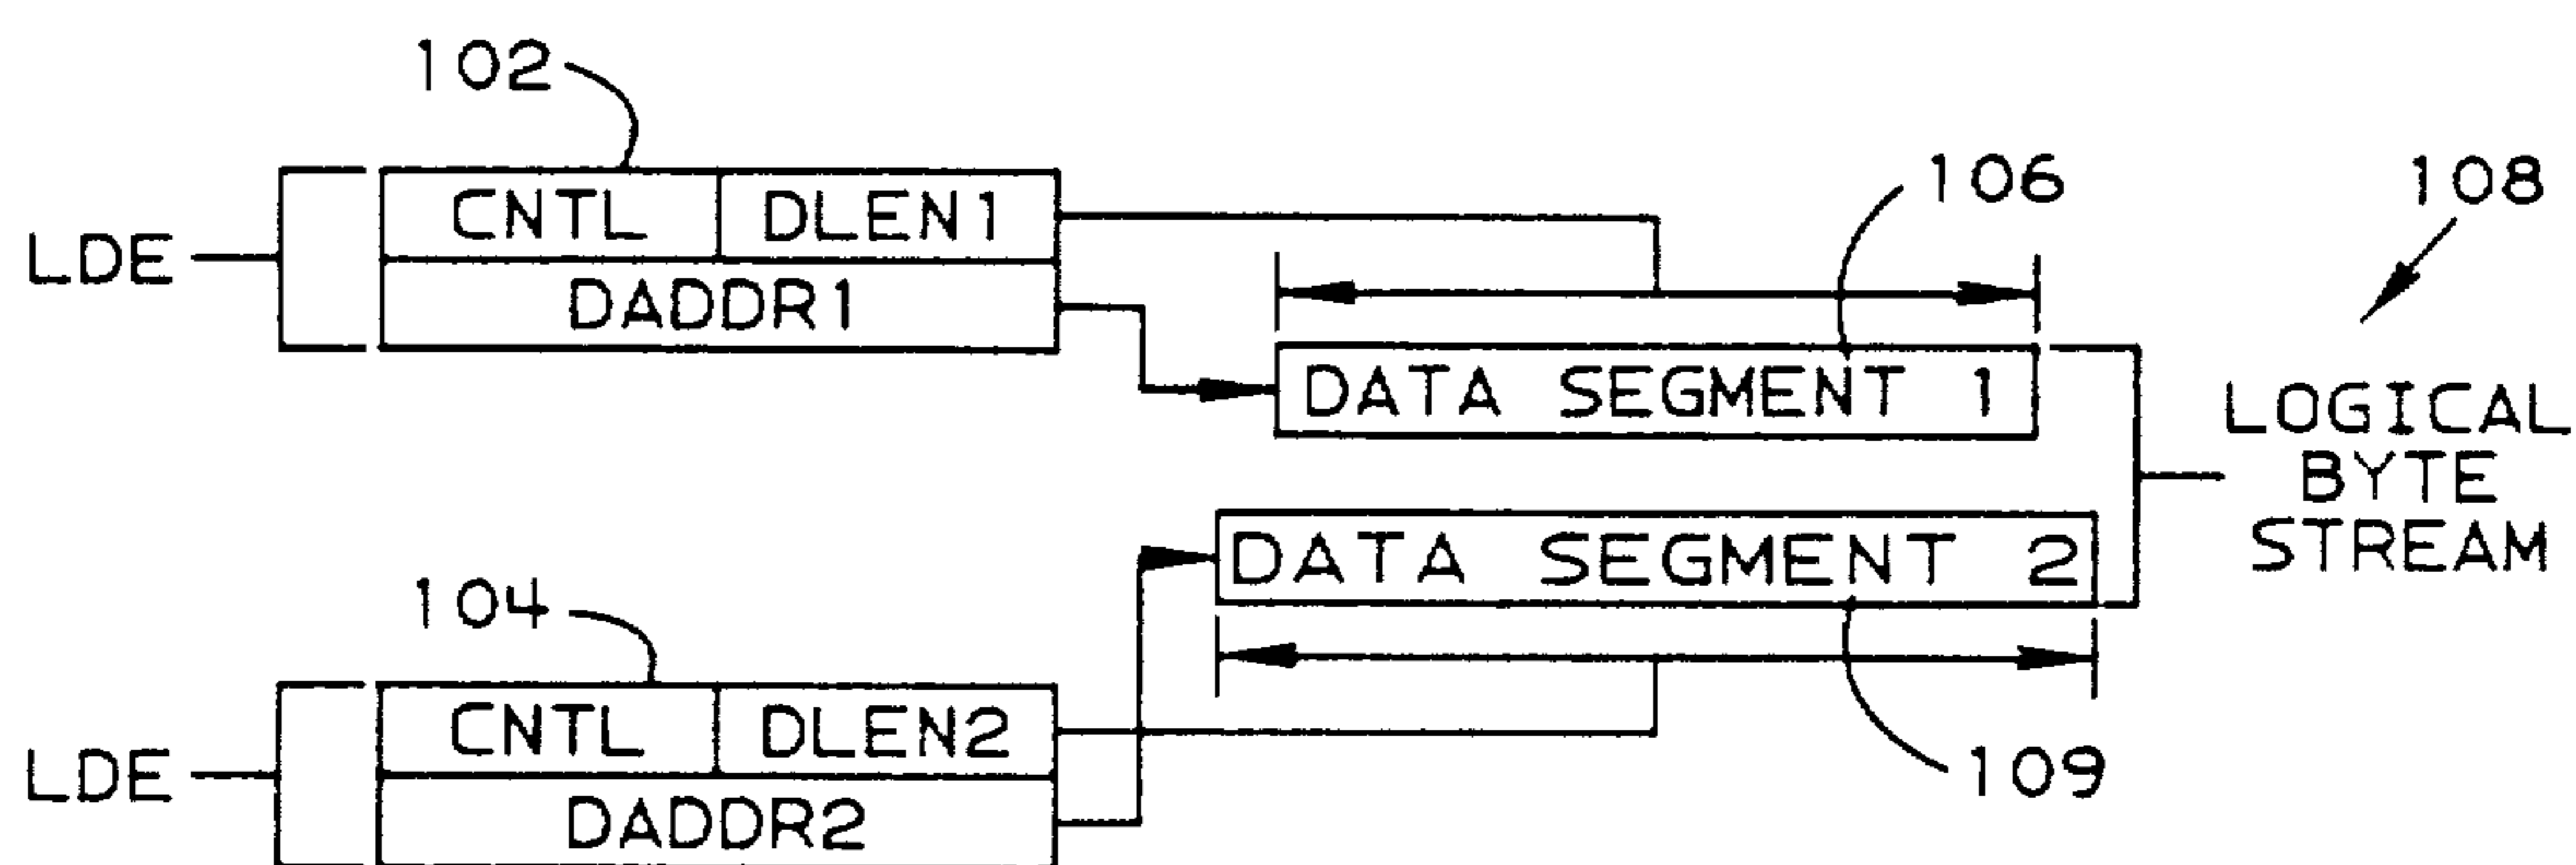 102
CNTL DLEN1
LDE
DADDR1
106
108
DATA SEGMENT 1
LOGICAL
BYTE
STREAM
DATA SEGMENT 2
104
CNTL DLEN2
LDE
DADDR2
109